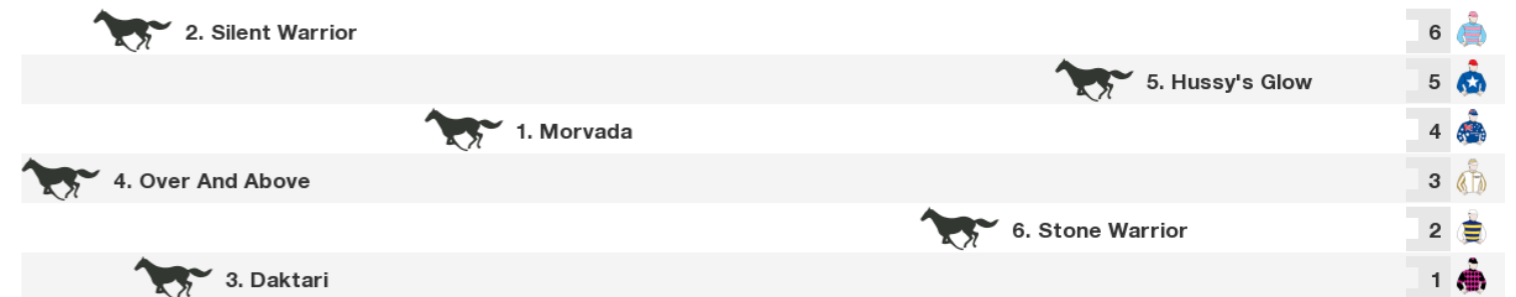 2. Silent Warrior 6
5. Hussy's Glow 5
1. Morvada 4
4. Over And Above 3
6. Stone Warrior 2
3. Daktari 1